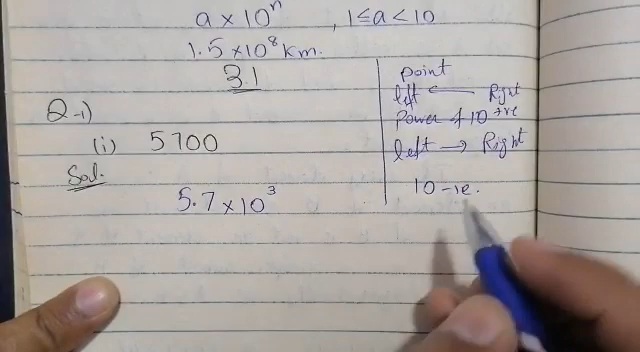 a × 10ⁿ , 1 ≤ a < 10
1.5 × 10⁸ km.
3.1
Q-1)
(i) 5700
Sol.
5.7 × 10³
point
left ← Right
Power of 10 +ve
left → Right
10 -ve.